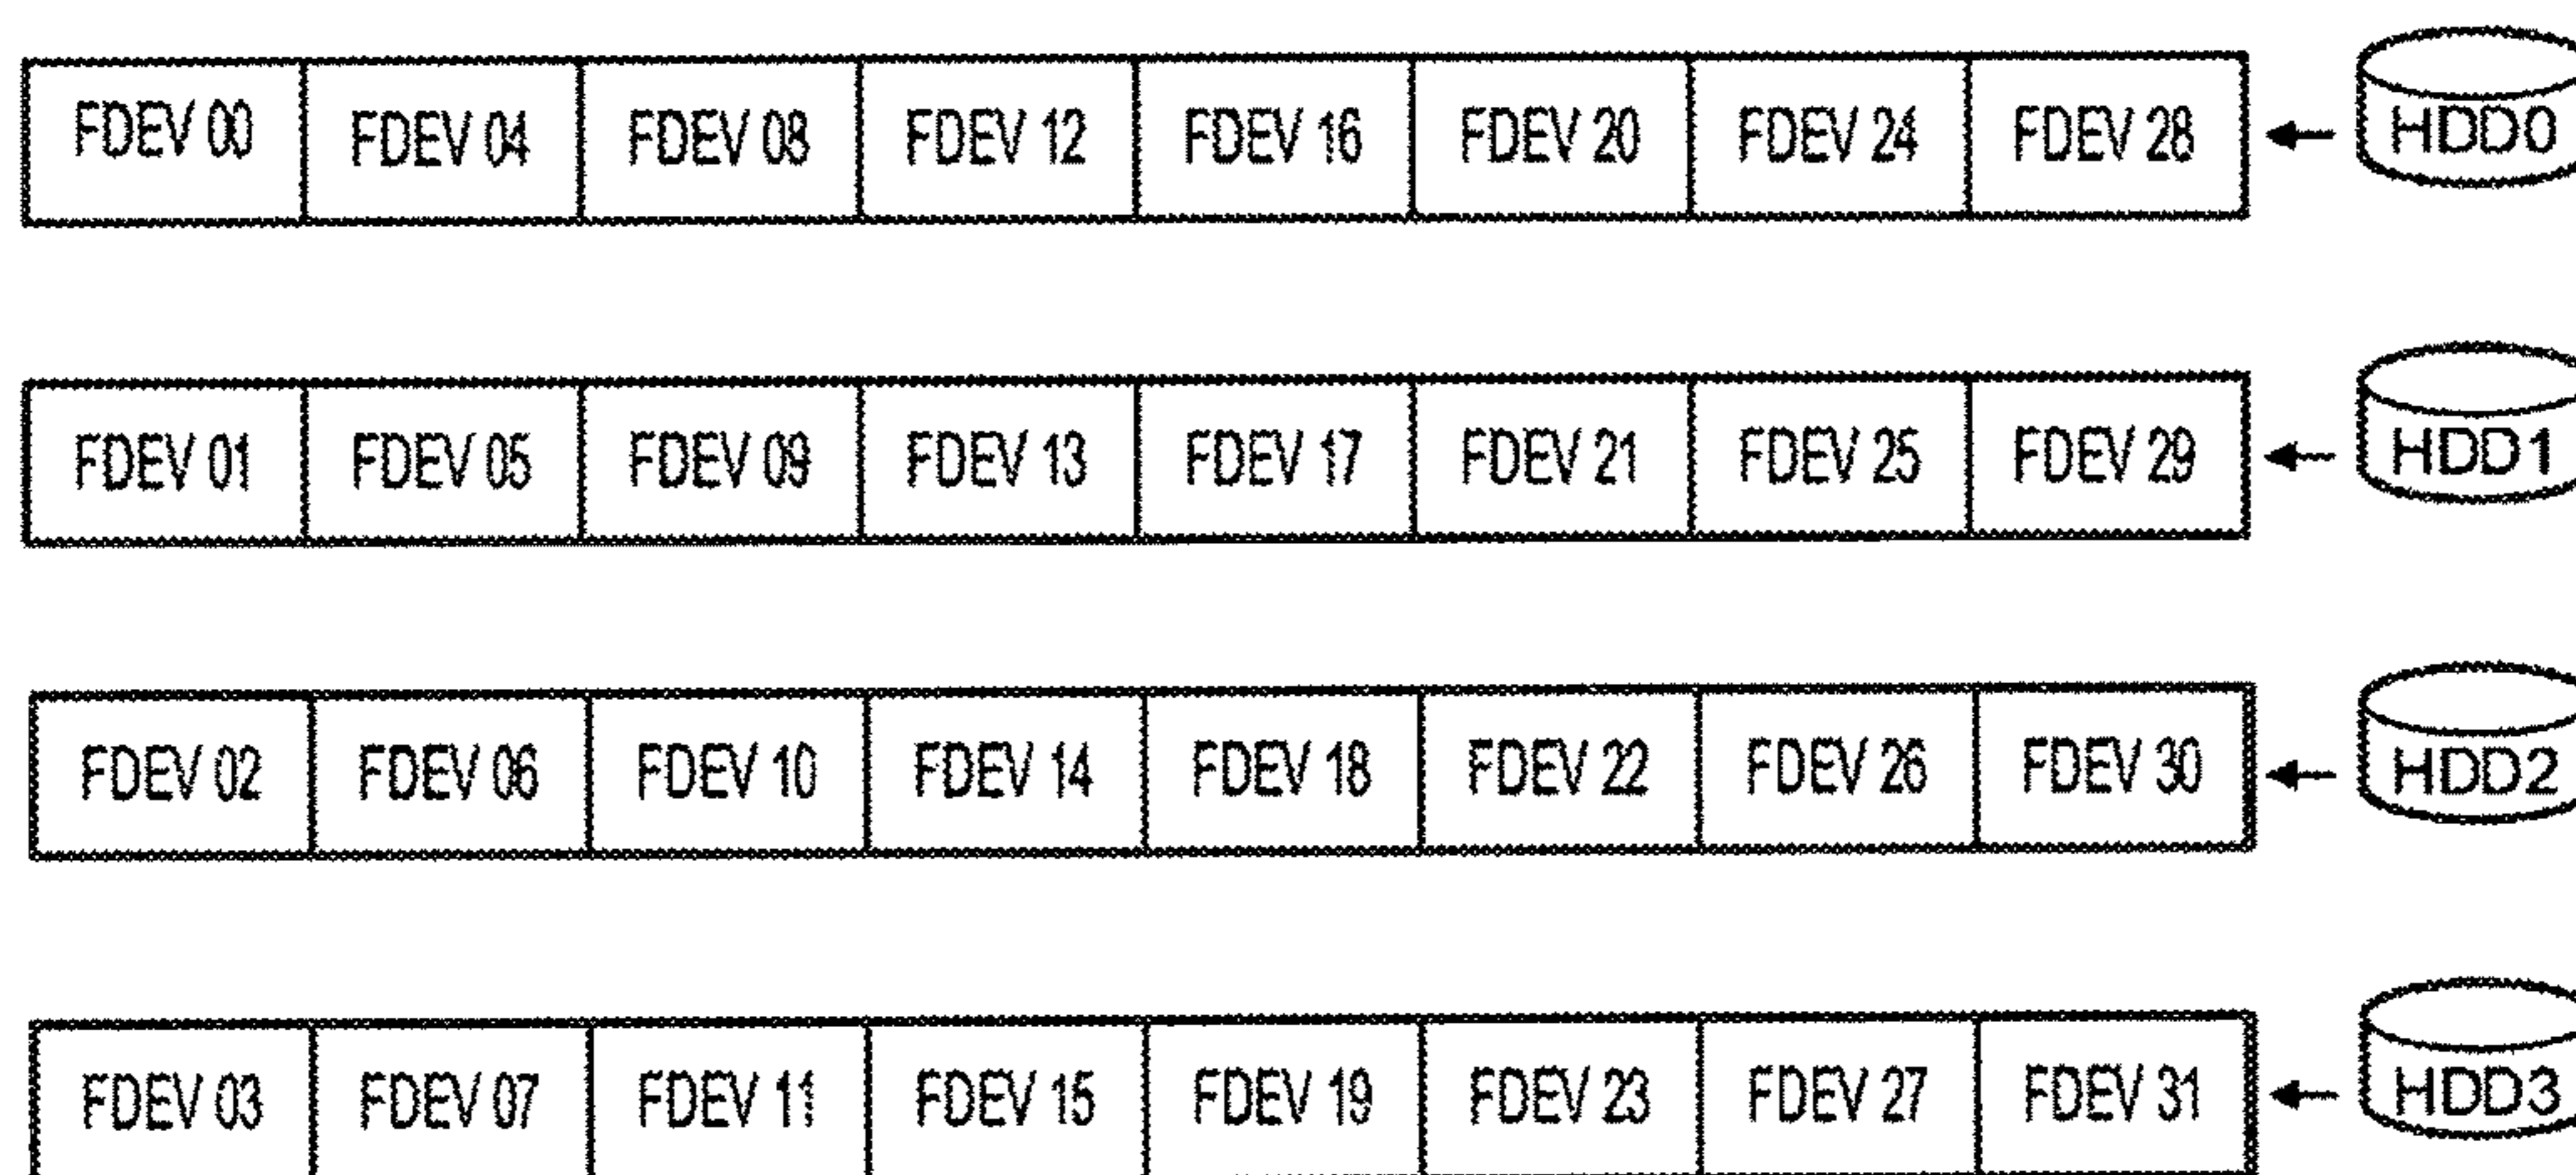 FDEV 00 FDEV 04 FDEV 08 FDEV 12 FDEV 16 FDEV 20 FDEV 24 FDEV 28 HDD0
FDEV 01 FDEV 05 FDEV 09 FDEV 13 FDEV 17 FDEV 21 FDEV 25 FDEV 29 HDD1
FDEV 02 FDEV 06 FDEV 10 FDEV 14 FDEV 18 FDEV 22 FDEV 26 FDEV 30 HDD2
FDEV 03 FDEV 07 FDEV 11 FDEV 15 FDEV 19 FDEV 23 FDEV 27 FDEV 31 HDD3